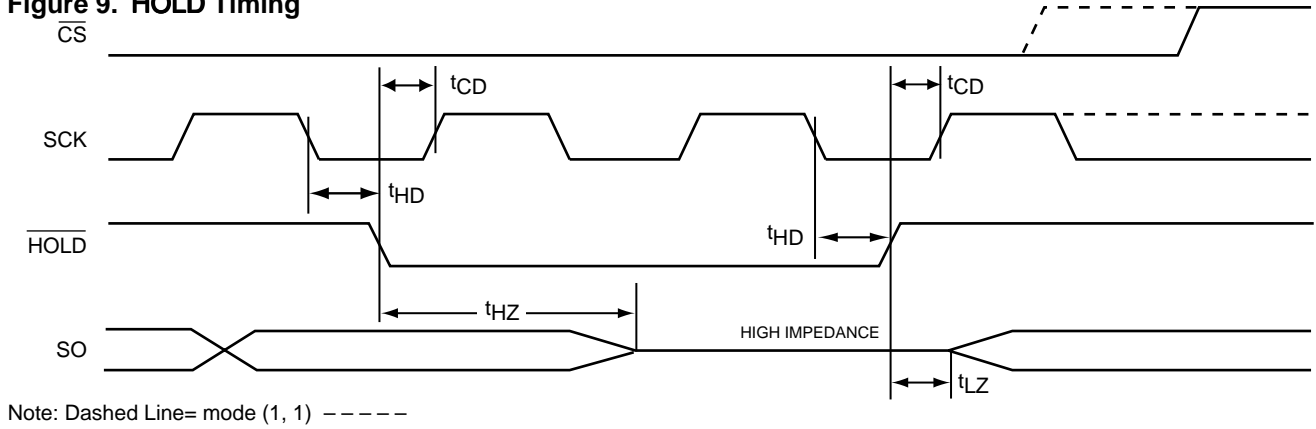 Figure 9. HOLD Timing
CS
tCD
tCD
SCK
tHD
HOLD
tHD
tHZ
HIGH IMPEDANCE
SO
tLZ
Note: Dashed Line= mode (1, 1) – – – – –